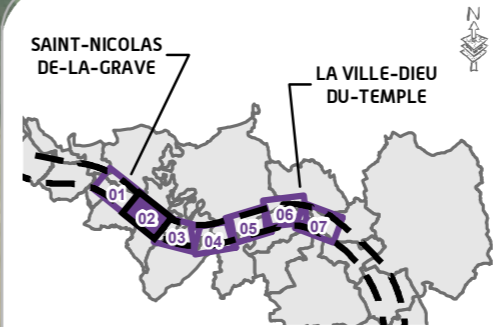 N
SAINT-NICOLAS
DE-LA-GRAVE
LA VILLE-DIEU
DU-TEMPLE
01
02
03
04
05
06
07